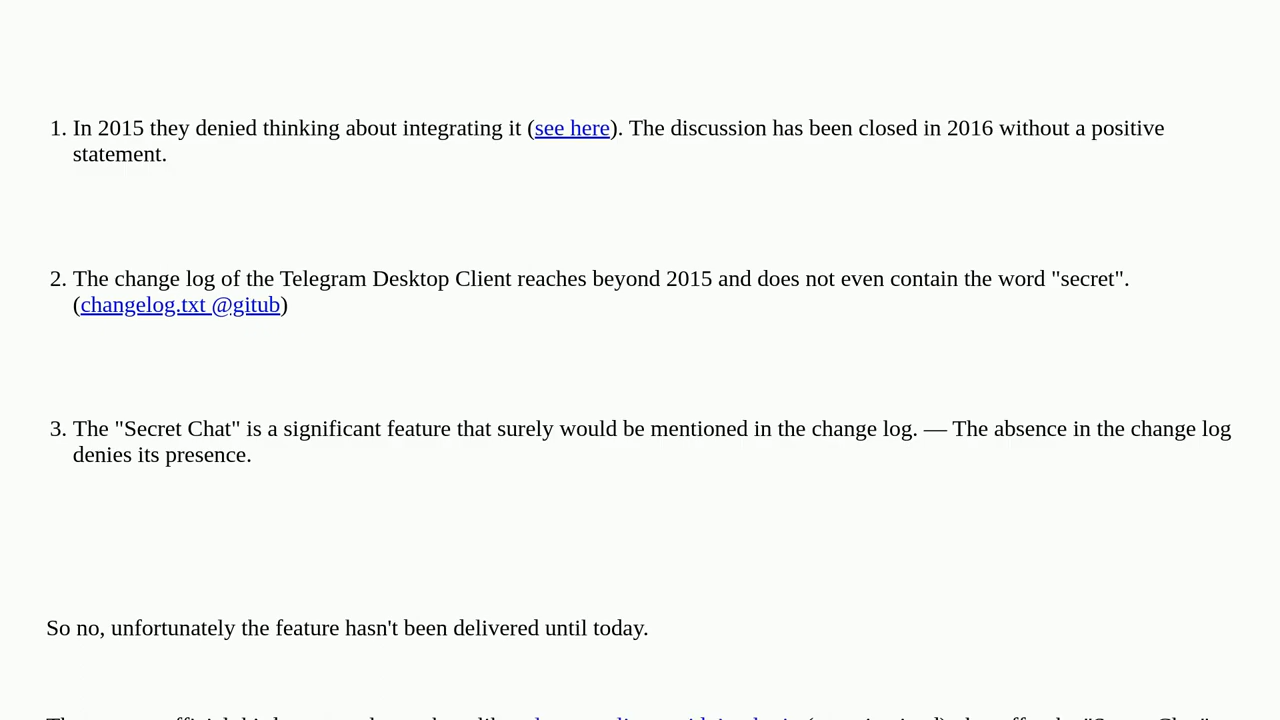 1. In 2015 they denied thinking about integrating it (see here). The discussion has been closed in 2016 without a positive
statement.
2. The change log of the Telegram Desktop Client reaches beyond 2015 and does not even contain the word "secret".
(changelog.txt @gitub)
3. The "Secret Chat" is a significant feature that surely would be mentioned in the change log. — The absence in the change log
denies its presence.
So no, unfortunately the feature hasn't been delivered until today.